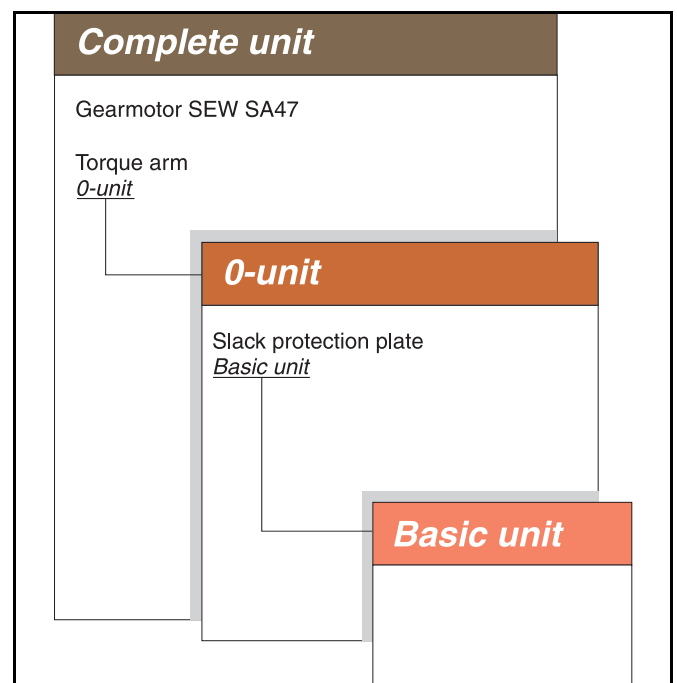 Complete unit
Gearmotor SEW SA47
Torque arm
0-unit
0-unit
Slack protection plate
Basic unit
Basic unit